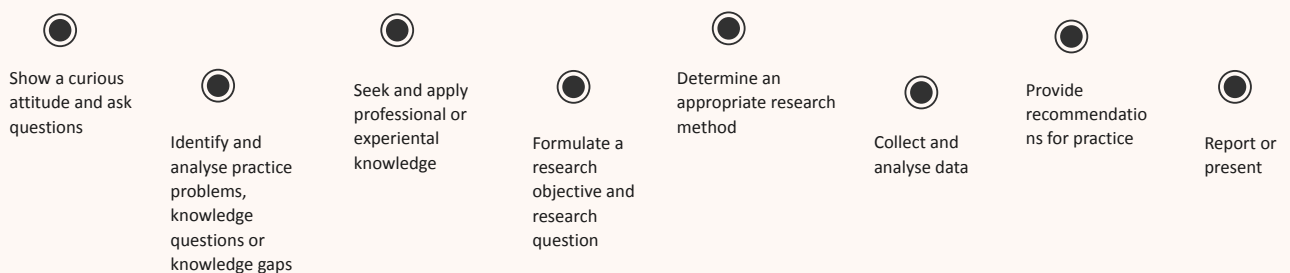 Show a curious
attitude and ask
questions
Identify and
analyse practice
problems,
knowledge
questions or
knowledge gaps
Seek and apply
professional or
experiental
knowledge
Formulate a
research
objective and
research
question
Determine an
appropriate research
method
Collect and
analyse data
Provide
recommendatio
ns for practice
Report or
present